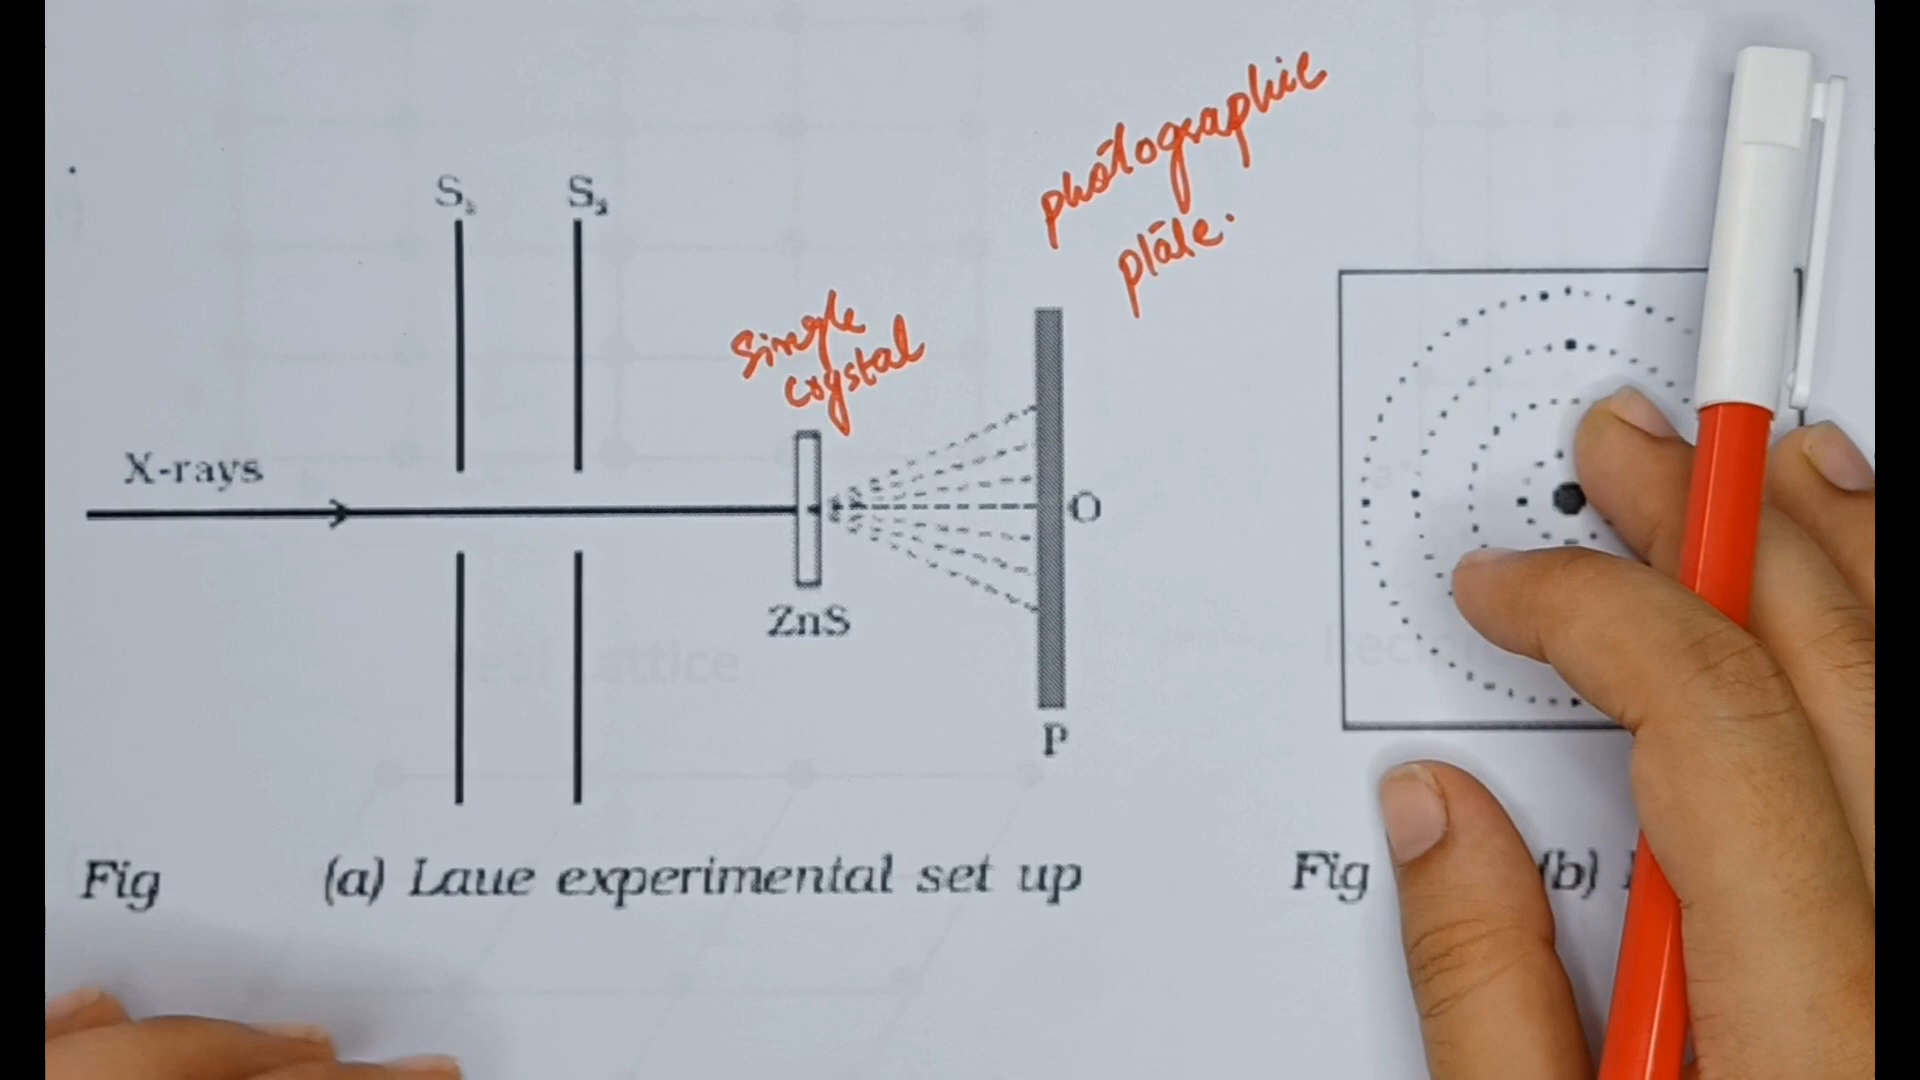 photographic
plate.
S₁
S₂
single
crystal
X-rays
O
ZnS
P
Fig (a) Laue experimental set up
Fig (b)